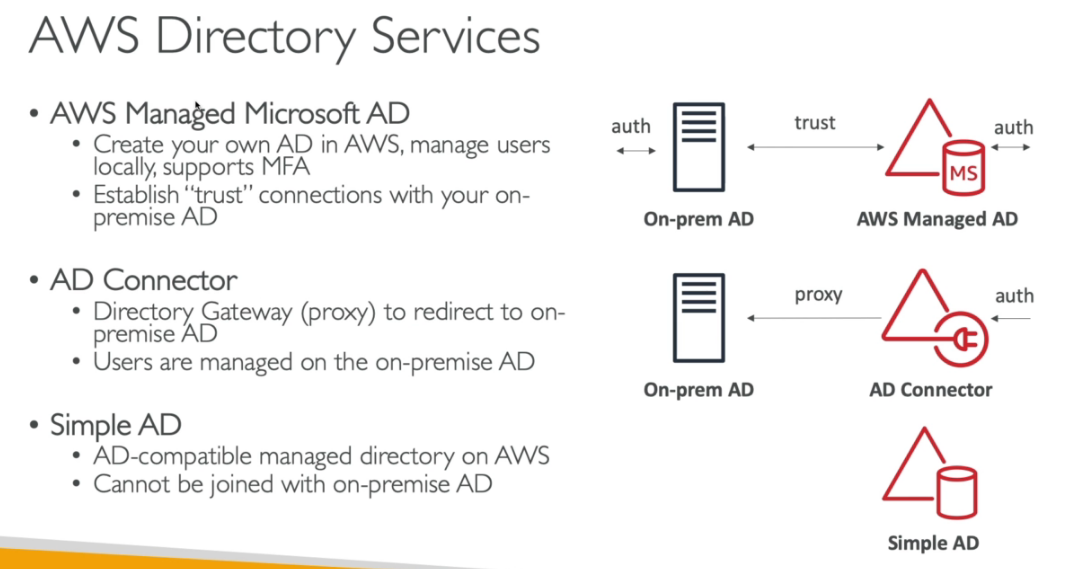 AWS Directory Services
• AWS Managed Microsoft AD
• Create your own AD in AWS, manage users
locally, supports MFA
• Establish “trust” connections with your on-
premise AD
• AD Connector
• Directory Gateway (proxy) to redirect to on-
premise AD
• Users are managed on the on-premise AD
• Simple AD
• AD-compatible managed directory on AWS
• Cannot be joined with on-premise AD
auth
trust
auth
MS
On-prem AD
AWS Managed AD
proxy
auth
On-prem AD
AD Connector
Simple AD